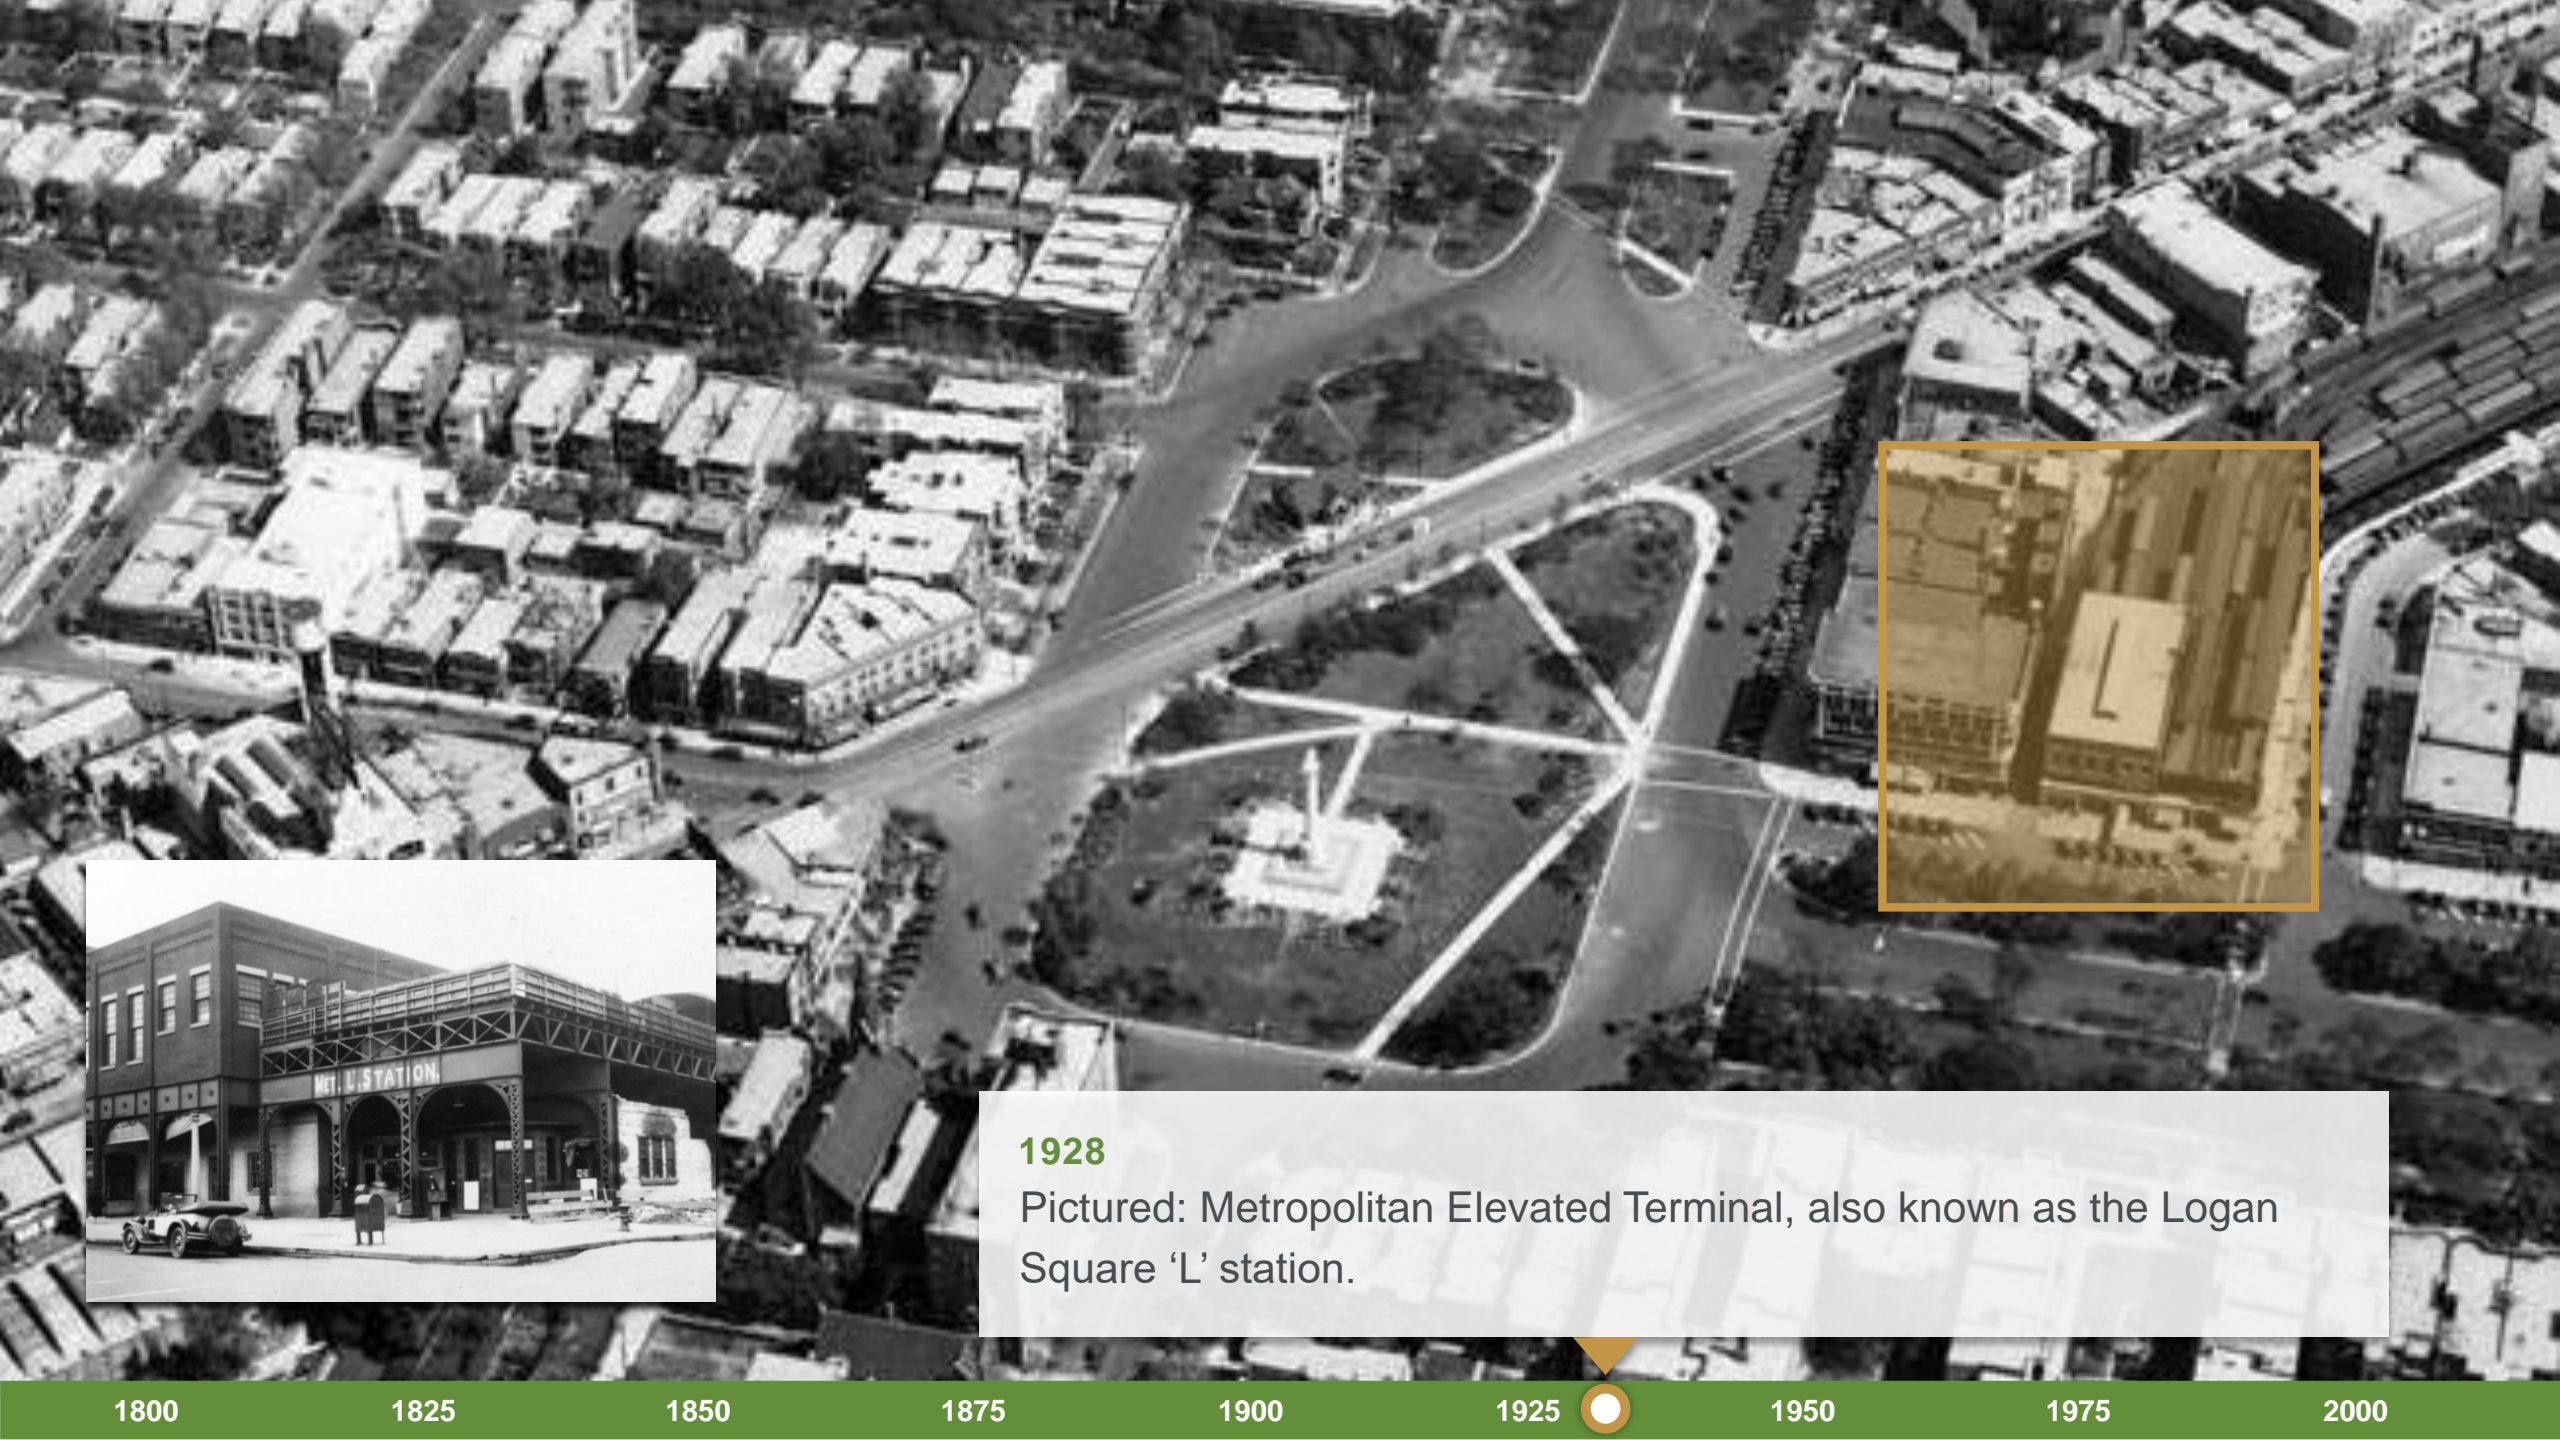 MET. 'L' STATION.
1928
Pictured: Metropolitan Elevated Terminal, also known as the Logan
Square ‘L’ station.
1800 1825 1850 1875 1900 1925 1950 1975 2000